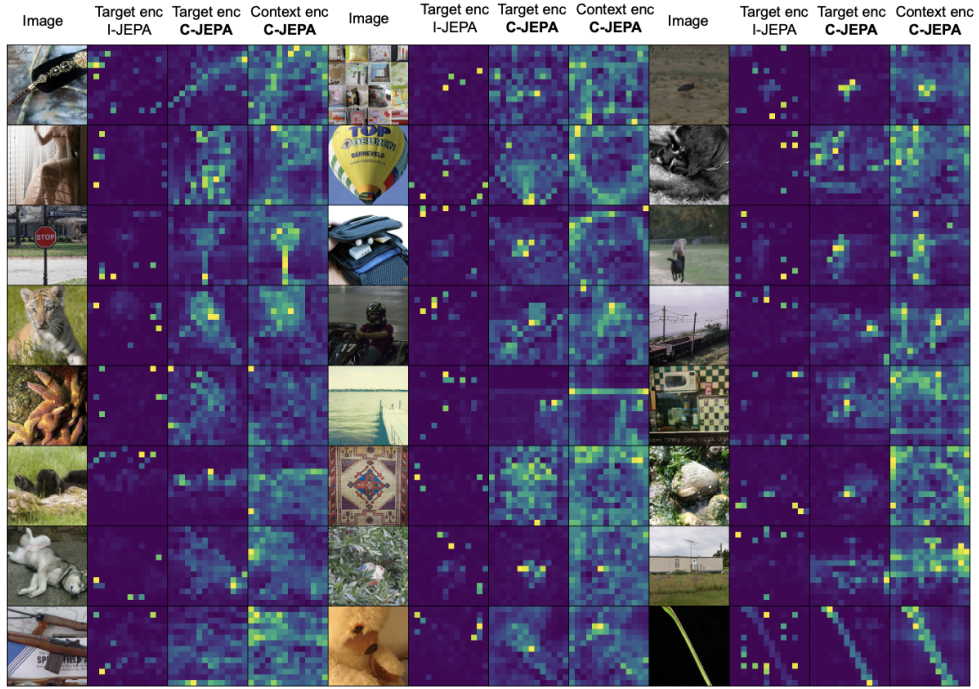 Image
Target enc
I-JEPA
Target enc
C-JEPA
Context enc
C-JEPA
Image
Target enc
I-JEPA
Target enc
C-JEPA
Context enc
C-JEPA
Image
Target enc
I-JEPA
Target enc
C-JEPA
Context enc
C-JEPA
TOP
BARNEVELD
STOP